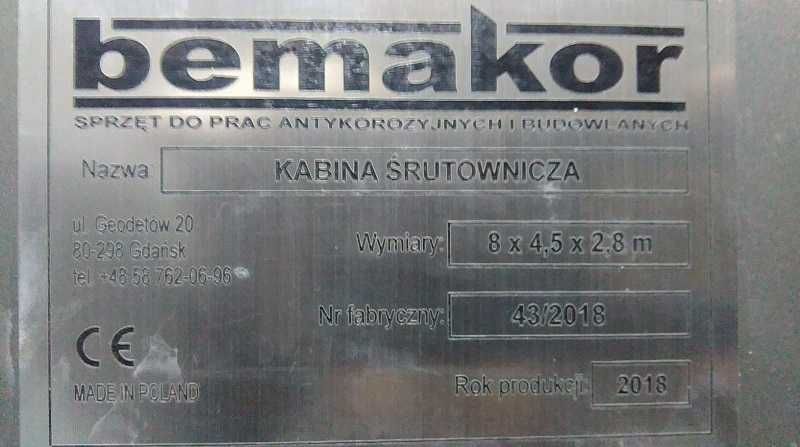 bemakor
SPRZĘT DO PRAC ANTYKOROZYJNYCH I BUDOWLANYCH
Nazwa KABINA ŚRUTOWNICZA
ul. Geodetów 20
80-298 Gdańsk
tel. +48 58 762-06-96
Wymiary: 8 x 4,5 x 2,8 m
Nr fabryczny: 43/2018
CE
MADE IN POLAND
Rok produkcji 2018